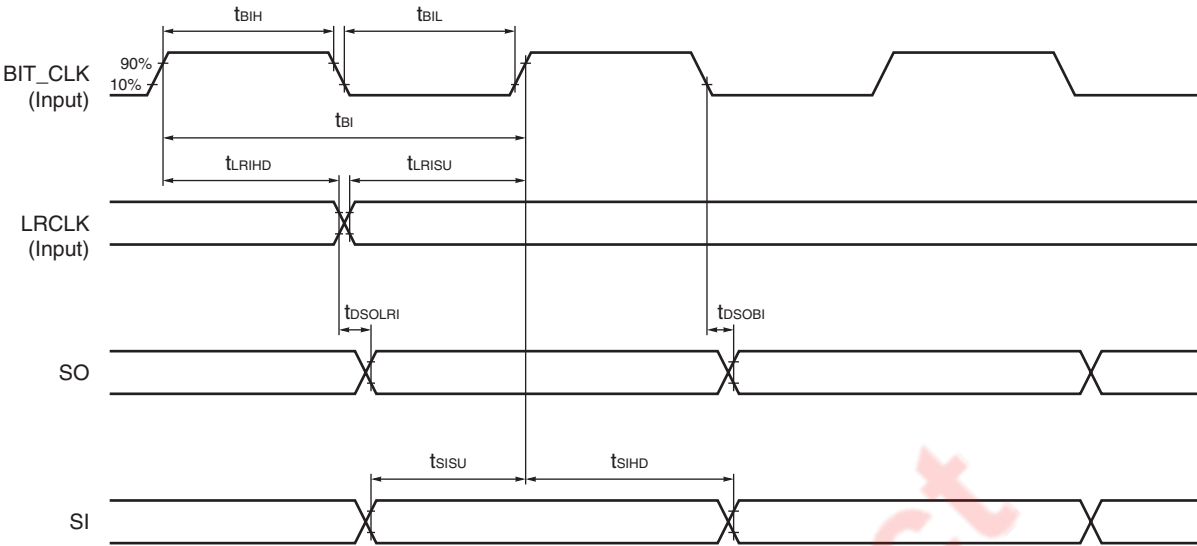 tBIH tBIL
90%
BIT_CLK
10%
(Input)
tBI
tLRIHD tLRISU
LRCLK
(Input)
tDSOLRI tDSOBI
SO
tSISU tSIHD
SI